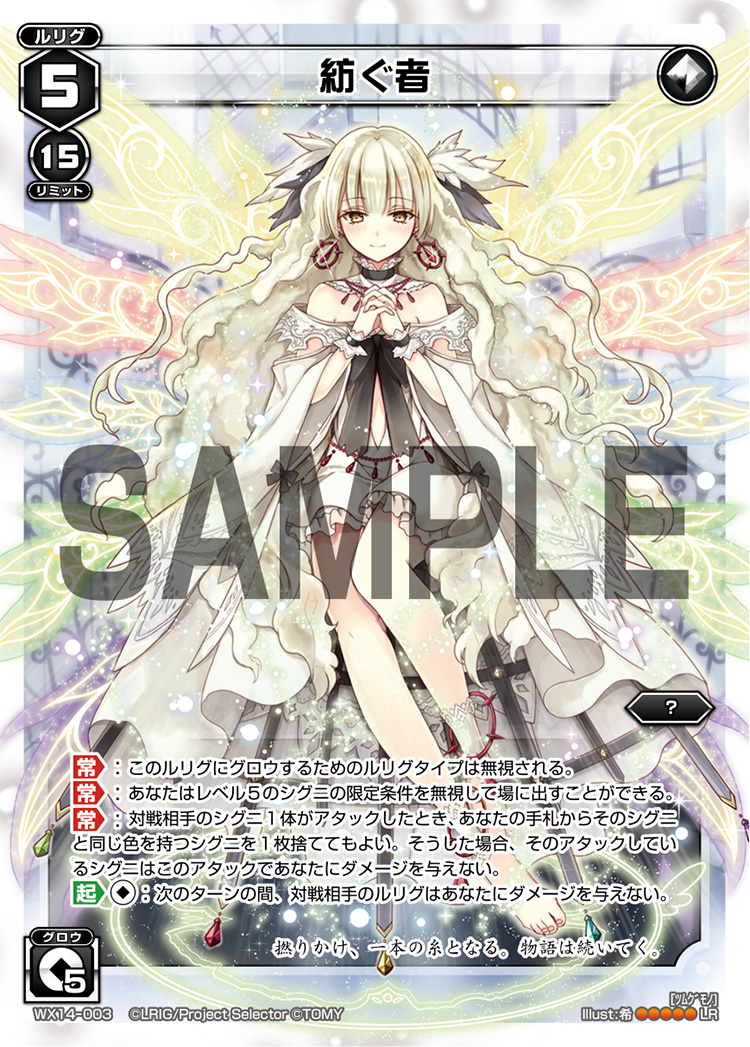 ルリグ
5
紡ぐ者
15
リミット
SAMPLE
?
常:このルリグにグロウするためのルリグタイプは無視される。
常:あなたはレベル5のシグニの限定条件を無視して場に出すことができる。
常:対戦相手のシグニ1体がアタックしたとき、あなたの手札からそのシグニ
と同じ色を持つシグニを1枚捨ててもよい。そうした場合、そのアタックしてい
るシグニはこのアタックであなたにダメージを与えない。
起 ◆:次のターンの間、対戦相手のルリグはあなたにダメージを与えない。
撚りかけ、一本の糸となる。物語は続いてく。
グロウ
5
[ツムグモノ]
WX14-003 ©LRIG/Project Selector ©TOMY Illust:希 LR